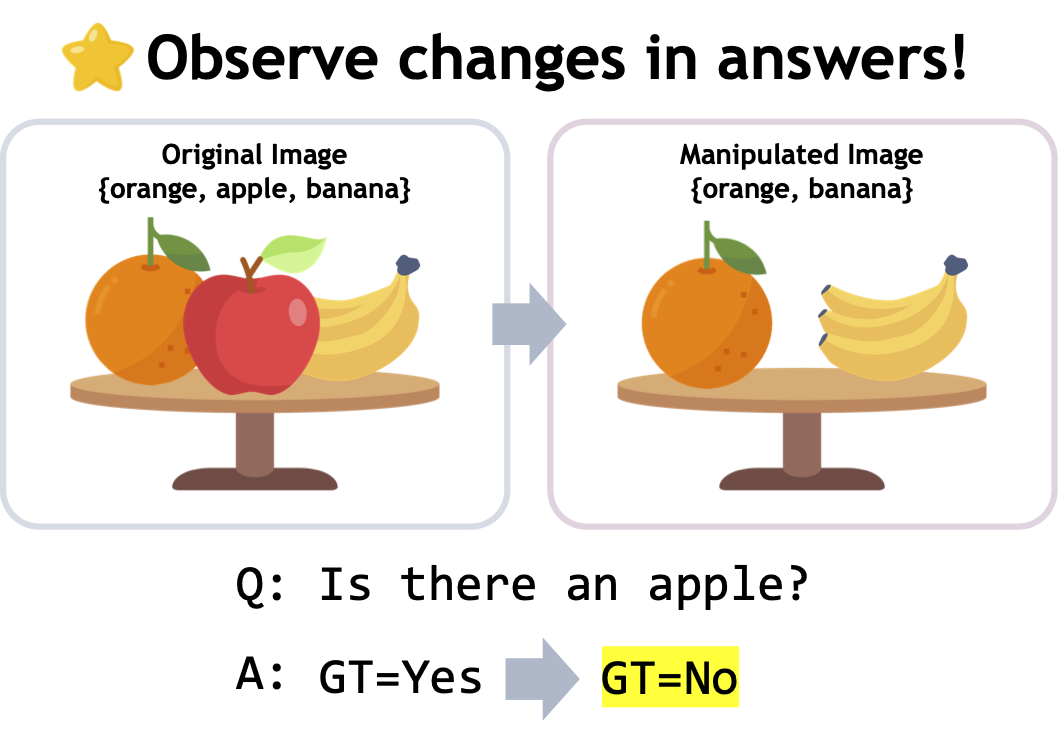 Observe changes in answers!
Original Image
{orange, apple, banana}
Manipulated Image
{orange, banana}
Q: Is there an apple?
A: GT=Yes GT=No